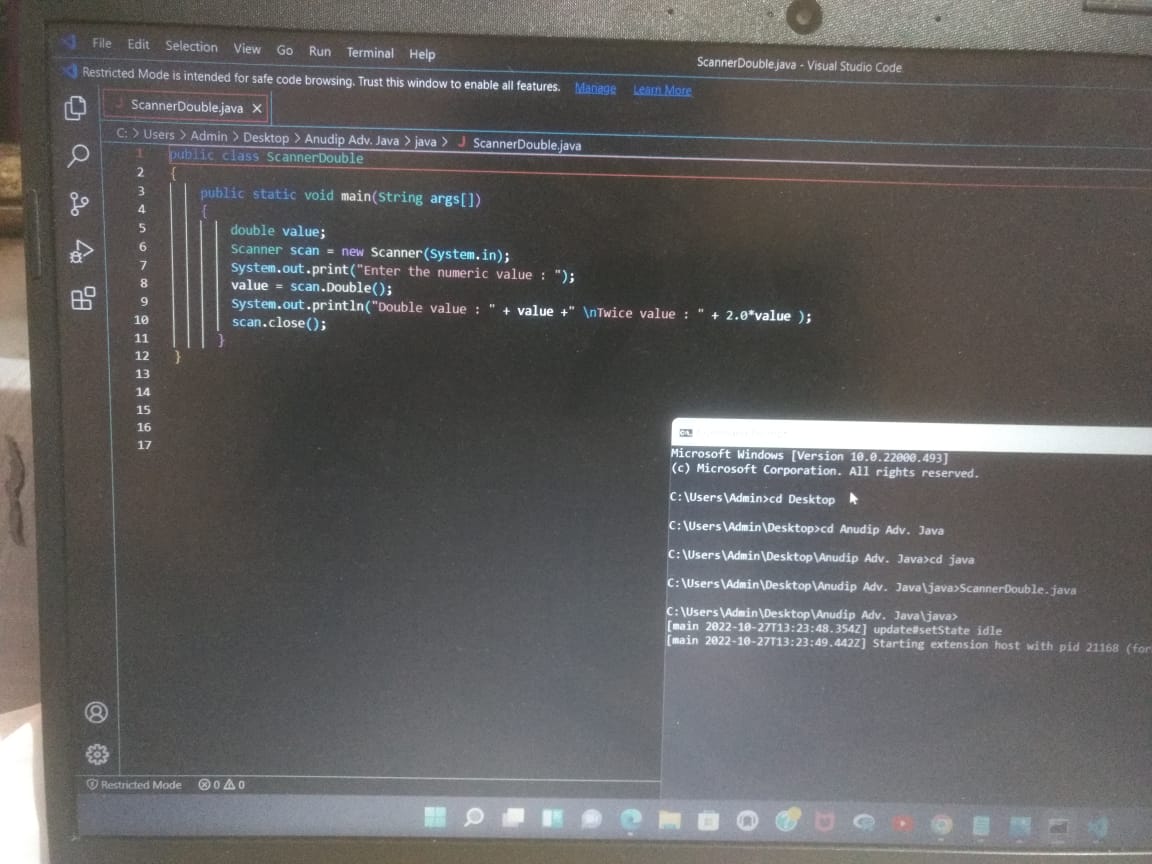 File Edit Selection View Go Run Terminal Help
ScannerDouble.java - Visual Studio Code
Restricted Mode is intended for safe code browsing. Trust this window to enable all features. Manage Learn More
J ScannerDouble.java ×
C: > Users > Admin > Desktop > Anudip Adv. Java > java > J ScannerDouble.java
1 public class ScannerDouble
2 {
3 public static void main(String args[])
4 {
5 double value;
6 Scanner scan = new Scanner(System.in);
7 System.out.print("Enter the numeric value : ");
8 value = scan.Double();
9 System.out.println("Double value : " + value +" \nTwice value : " + 2.0*value );
10 scan.close();
11 }
12 }
13
14
15
16
17
Microsoft Windows [Version 10.0.22000.493]
(c) Microsoft Corporation. All rights reserved.
C:\Users\Admin>cd Desktop
C:\Users\Admin\Desktop>cd Anudip Adv. Java
C:\Users\Admin\Desktop\Anudip Adv. Java>cd java
C:\Users\Admin\Desktop\Anudip Adv. Java\java>ScannerDouble.java
C:\Users\Admin\Desktop\Anudip Adv. Java\java>
[main 2022-10-27T13:23:48.354Z] update#setState idle
[main 2022-10-27T13:23:49.442Z] Starting extension host with pid 21168 (for
Restricted Mode 0 0